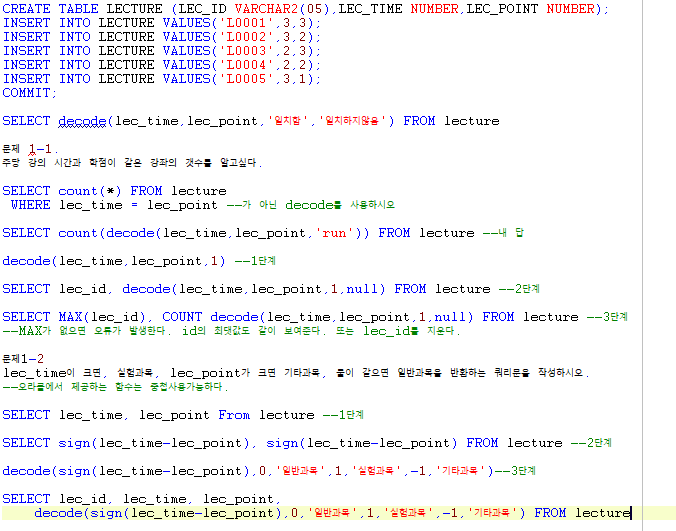 CREATE TABLE LECTURE (LEC_ID VARCHAR2(05),LEC_TIME NUMBER,LEC_POINT NUMBER);
INSERT INTO LECTURE VALUES('L0001',3,3);
INSERT INTO LECTURE VALUES('L0002',3,2);
INSERT INTO LECTURE VALUES('L0003',2,3);
INSERT INTO LECTURE VALUES('L0004',2,2);
INSERT INTO LECTURE VALUES('L0005',3,1);
COMMIT;
SELECT decode(lec_time,lec_point,'일치함','일치하지않음') FROM lecture
문제 1-1.
주당 강의 시간과 학점이 같은 강좌의 갯수를 알고싶다.
SELECT count(*) FROM lecture
WHERE lec_time = lec_point --가 아닌 decode를 사용하시오
SELECT count(decode(lec_time,lec_point,'run')) FROM lecture --내 답
decode(lec_time,lec_point,1) --1단계
SELECT lec_id, decode(lec_time,lec_point,1,null) FROM lecture --2단계
SELECT MAX(lec_id), COUNT decode(lec_time,lec_point,1,null) FROM lecture --3단계
--MAX가 없으면 오류가 발생한다. id의 최댓값도 같이 보여준다. 또는 lec_id를 지운다.
문제1-2
lec_time이 크면, 실험과목, lec_point가 크면 기타과목, 둘이 같으면 일반과목을 반환하는 쿼리문을 작성하시오.
--오라클에서 제공하는 함수는 중첩사용가능하다.
SELECT lec_time, lec_point From lecture --1단계
SELECT sign(lec_time-lec_point), sign(lec_time-lec_point) FROM lecture --2단계
decode(sign(lec_time-lec_point),0,'일반과목',1,'실험과목',-1,'기타과목')--3단계
SELECT lec_id, lec_time, lec_point,
decode(sign(lec_time-lec_point),0,'일반과목',1,'실험과목',-1,'기타과목') FROM lecture